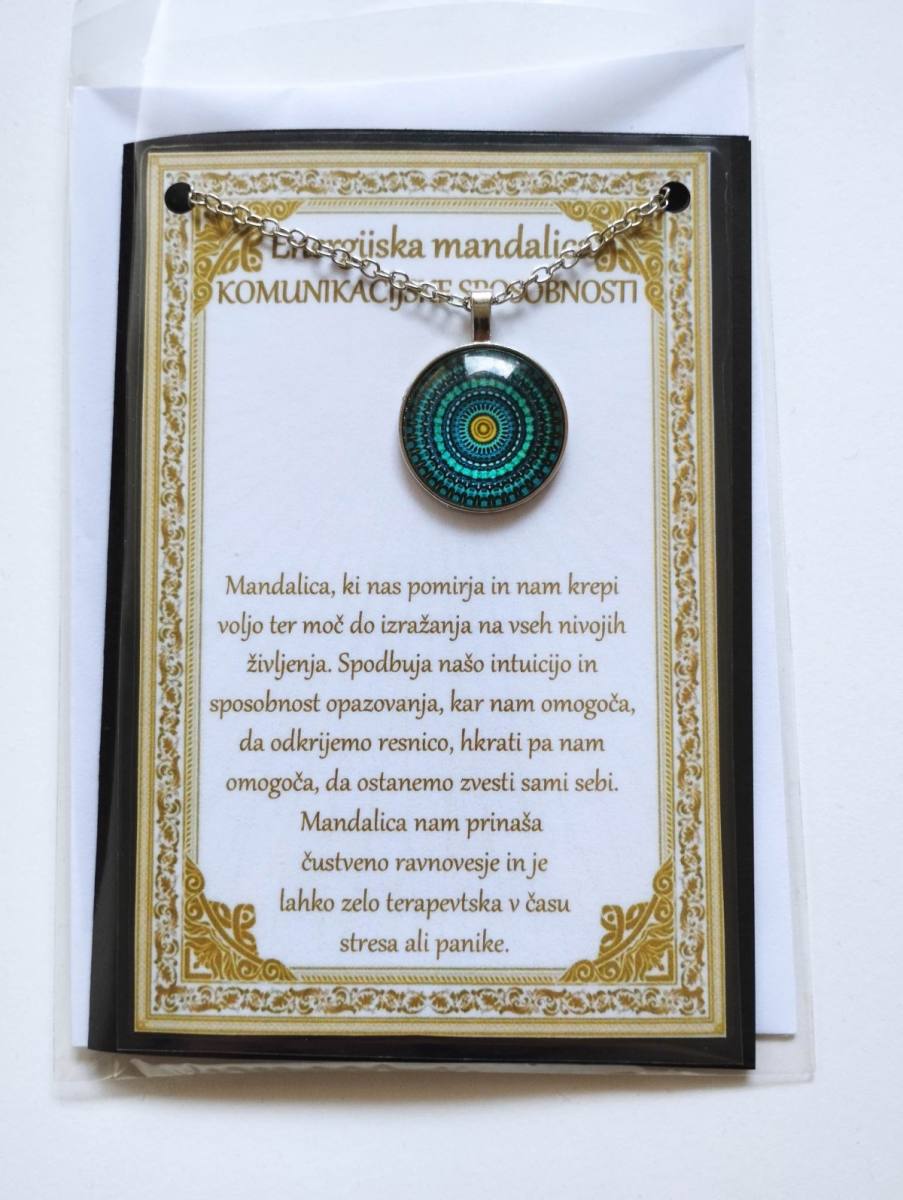 Energijska mandalica
KOMUNIKACIJSKE SPOSOBNOSTI
Mandalica, ki nas pomirja in nam krepi
voljo ter moč do izražanja na vseh nivojih
življenja. Spodbuja našo intuicijo in
sposobnost opazovanja, kar nam omogoča,
da odkrijemo resnico, hkrati pa nam
omogoča, da ostanemo zvesti sami sebi.
Mandalica nam prinaša
čustveno ravnovesje in je
lahko zelo terapevtska v času
stresa ali panike.